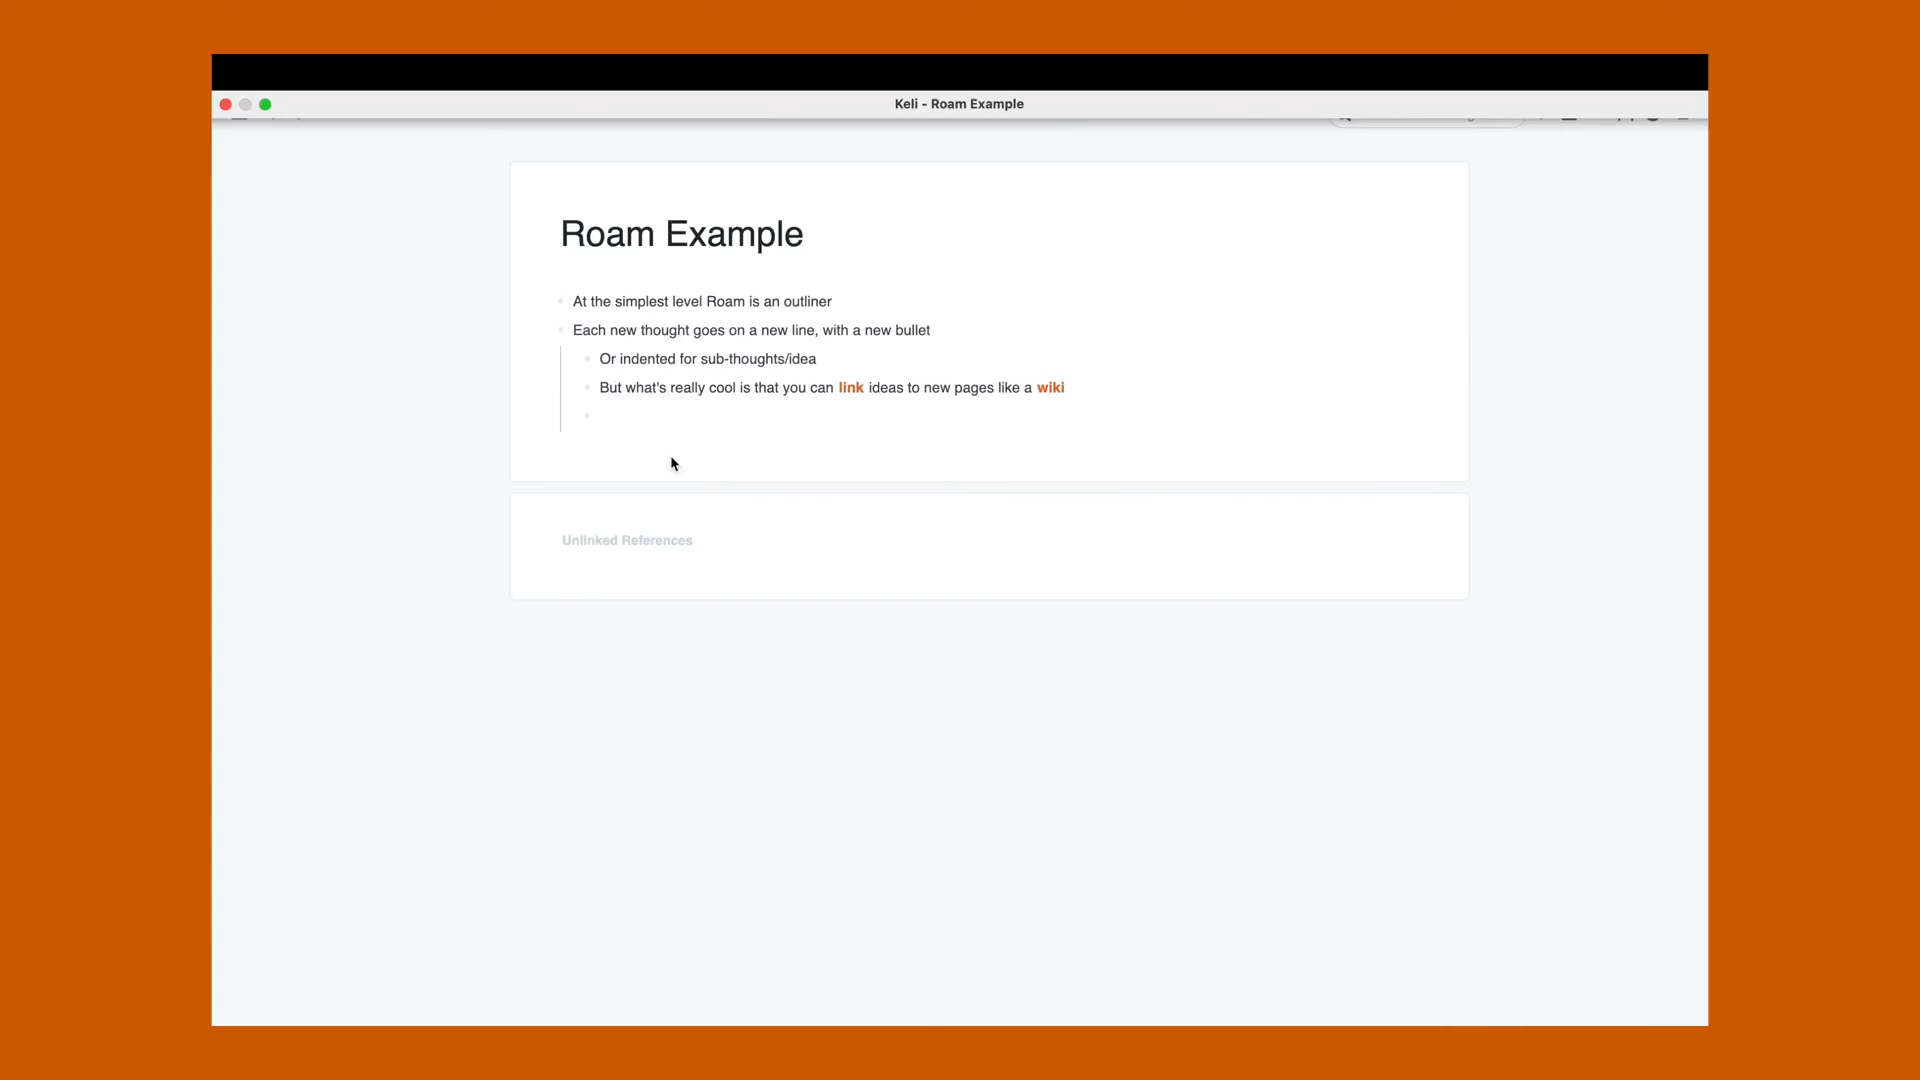 Keli - Roam Example
Roam Example
At the simplest level Roam is an outliner
Each new thought goes on a new line, with a new bullet
Or indented for sub-thoughts/idea
But what's really cool is that you can link ideas to new pages like a wiki
Unlinked References